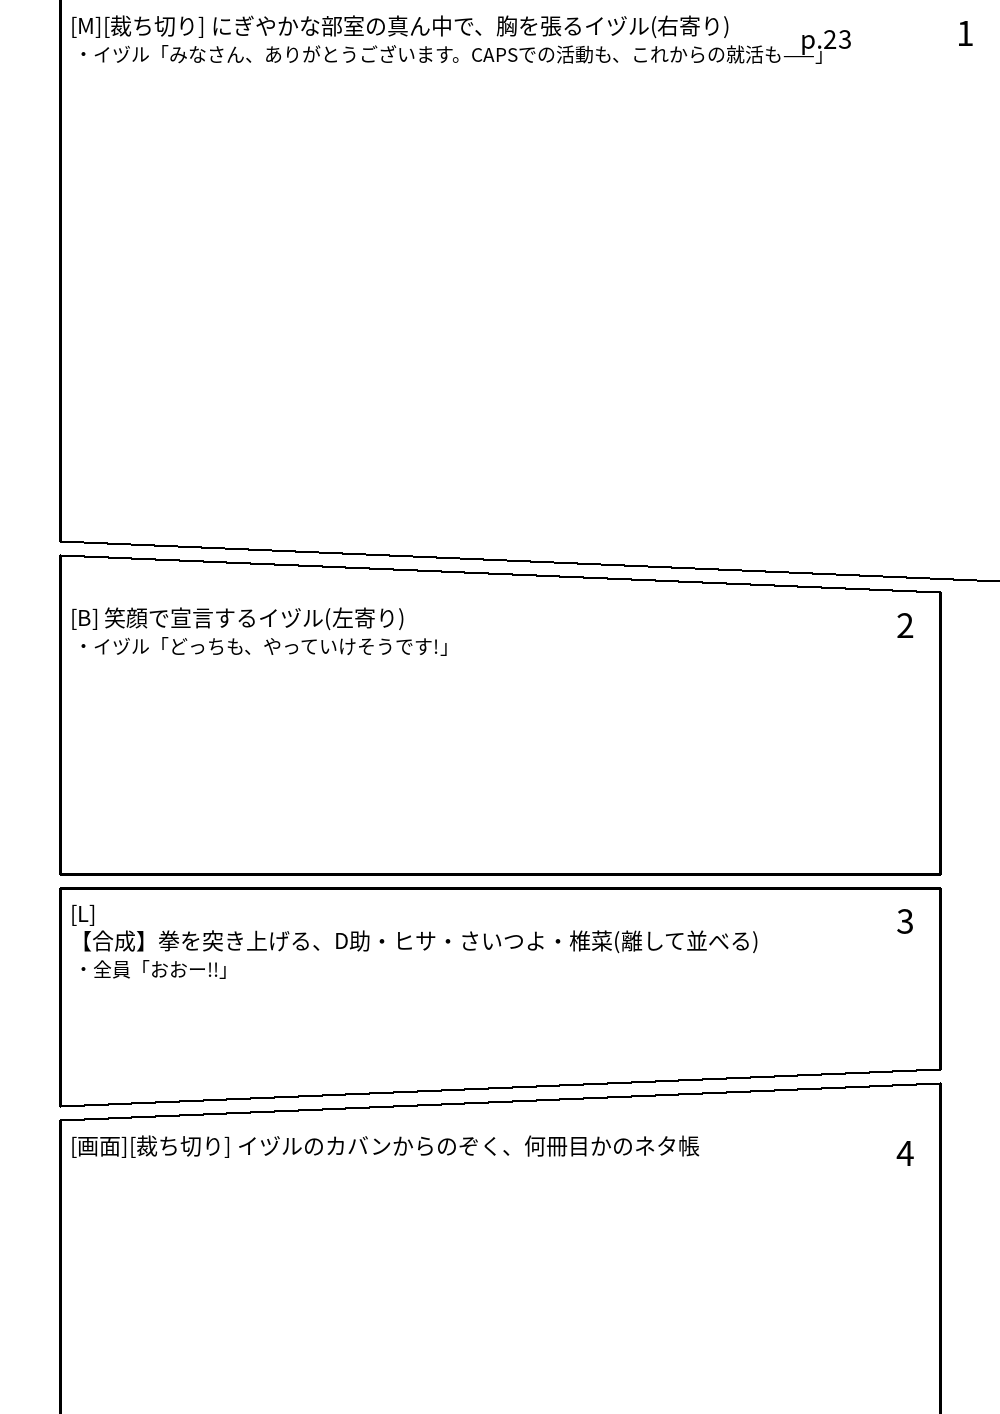 [M][裁ち切り] にぎやかな部室の真ん中で、胸を張るイヅル(右寄り)
・イヅル「みなさん、ありがとうございます。CAPSでの活動も、これからの就活も――」
p.23
1
[B] 笑顔で宣言するイヅル(左寄り)
・イヅル「どっちも、やっていけそうです!」
2
[L]
【合成】拳を突き上げる、D助・ヒサ・さいつよ・椎菜(離して並べる)
・全員「おおー!!」
3
[画面][裁ち切り] イヅルのカバンからのぞく、何冊目かのネタ帳
4